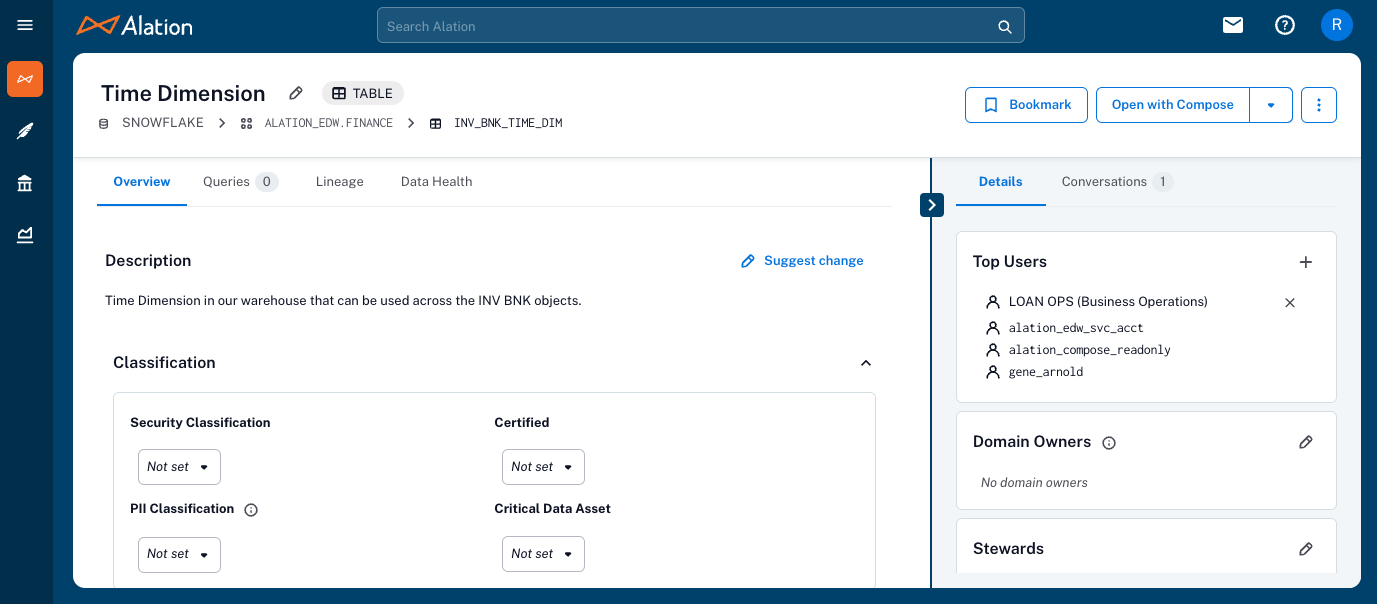 Alation
Search Alation
R
Time Dimension
TABLE
SNOWFLAKE
ALATION_EDW.FINANCE
INV_BNK_TIME_DIM
Bookmark
Open with Compose
Overview
Queries 0
Lineage
Data Health
Description
Suggest change
Time Dimension in our warehouse that can be used across the INV BNK objects.
Classification
Security Classification
Certified
Not set
Not set
PII Classification
Critical Data Asset
Not set
Not set
Details
Conversations 1
Top Users
LOAN OPS (Business Operations)
alation_edw_svc_acct
alation_compose_readonly
gene_arnold
Domain Owners
No domain owners
Stewards